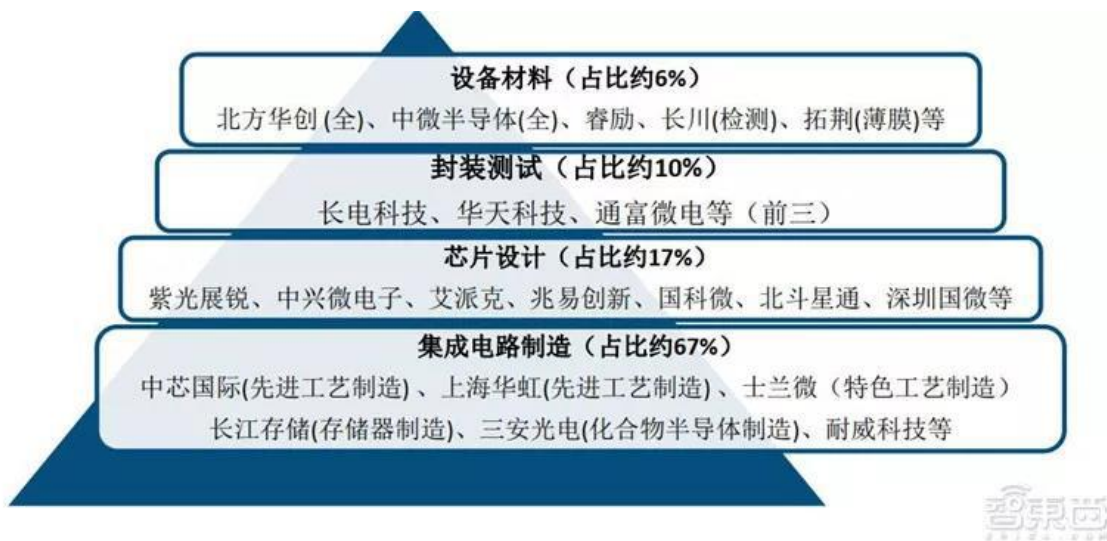 设备材料（占比约6%）
北方华创(全)、中微半导体(全)、睿励、长川(检测)、拓荆(薄膜)等
封装测试（占比约10%）
长电科技、华天科技、通富微电等（前三）
芯片设计（占比约17%）
紫光展锐、中兴微电子、艾派克、兆易创新、国科微、北斗星通、深圳国微等
集成电路制造（占比约67%）
中芯国际(先进工艺制造)、上海华虹(先进工艺制造)、士兰微（特色工艺制造）
长江存储(存储器制造)、三安光电(化合物半导体制造)、耐威科技等
智東西